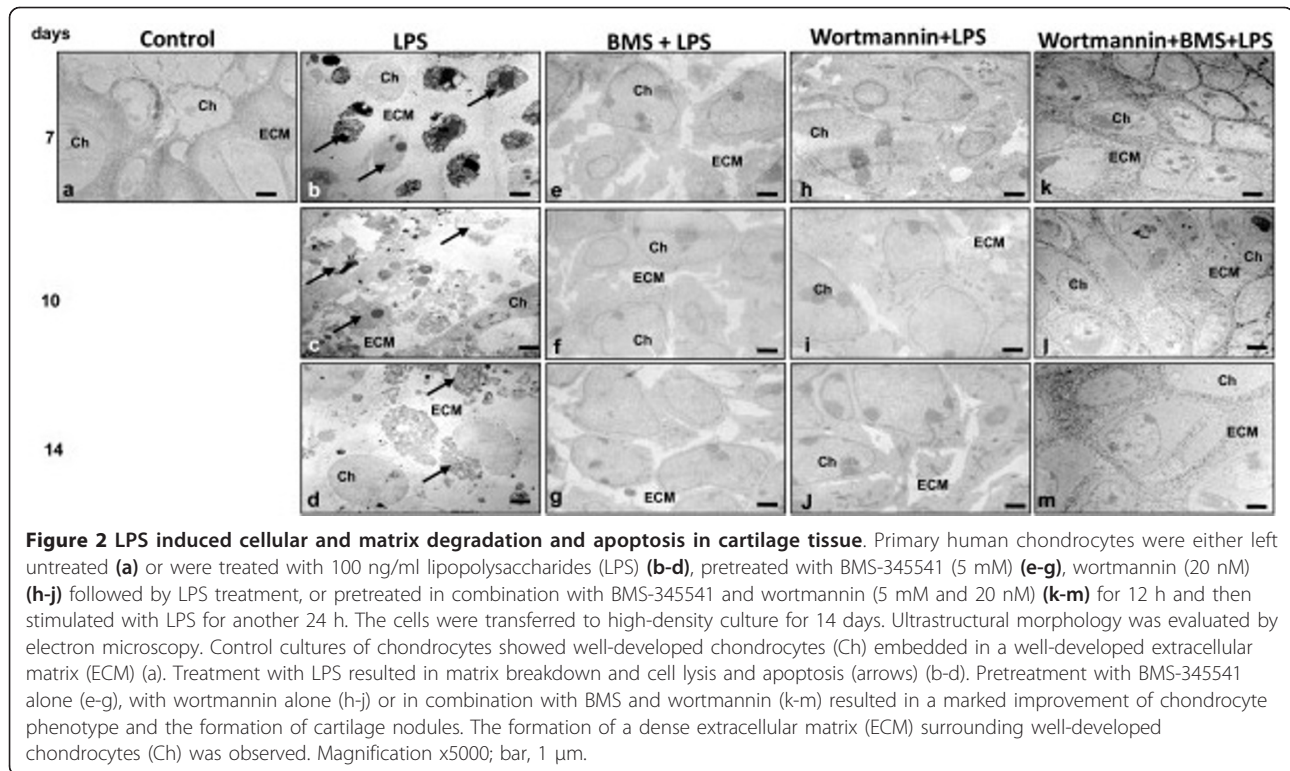 days
Control LPS BMS + LPS Wortmannin+LPS Wortmannin+BMS+LPS
7
Ch Ch ECM a
Ch ECM b
Ch ECM e
Ch h
Ch ECM k
10
Ch ECM c
Ch ECM Ch f
ECM Ch i
Ch Ch ECM l
14
ECM Ch d
ECM g
Ch ECM J
Ch ECM m
Figure 2 LPS induced cellular and matrix degradation and apoptosis in cartilage tissue. Primary human chondrocytes were either left
untreated (a) or were treated with 100 ng/ml lipopolysaccharides (LPS) (b-d), pretreated with BMS-345541 (5 mM) (e-g), wortmannin (20 nM)
(h-j) followed by LPS treatment, or pretreated in combination with BMS-345541 and wortmannin (5 mM and 20 nM) (k-m) for 12 h and then
stimulated with LPS for another 24 h. The cells were transferred to high-density culture for 14 days. Ultrastructural morphology was evaluated by
electron microscopy. Control cultures of chondrocytes showed well-developed chondrocytes (Ch) embedded in a well-developed extracellular
matrix (ECM) (a). Treatment with LPS resulted in matrix breakdown and cell lysis and apoptosis (arrows) (b-d). Pretreatment with BMS-345541
alone (e-g), with wortmannin alone (h-j) or in combination with BMS and wortmannin (k-m) resulted in a marked improvement of chondrocyte
phenotype and the formation of cartilage nodules. The formation of a dense extracellular matrix (ECM) surrounding well-developed
chondrocytes (Ch) was observed. Magnification x5000; bar, 1 μm.